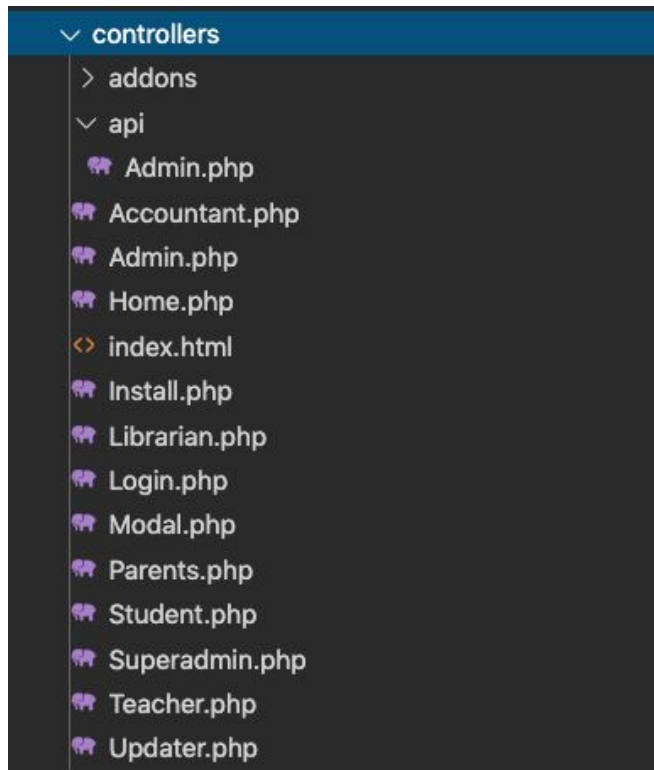 controllers
addons
api
Admin.php
Accountant.php
Admin.php
Home.php
index.html
Install.php
Librarian.php
Login.php
Modal.php
Parents.php
Student.php
Superadmin.php
Teacher.php
Updater.php